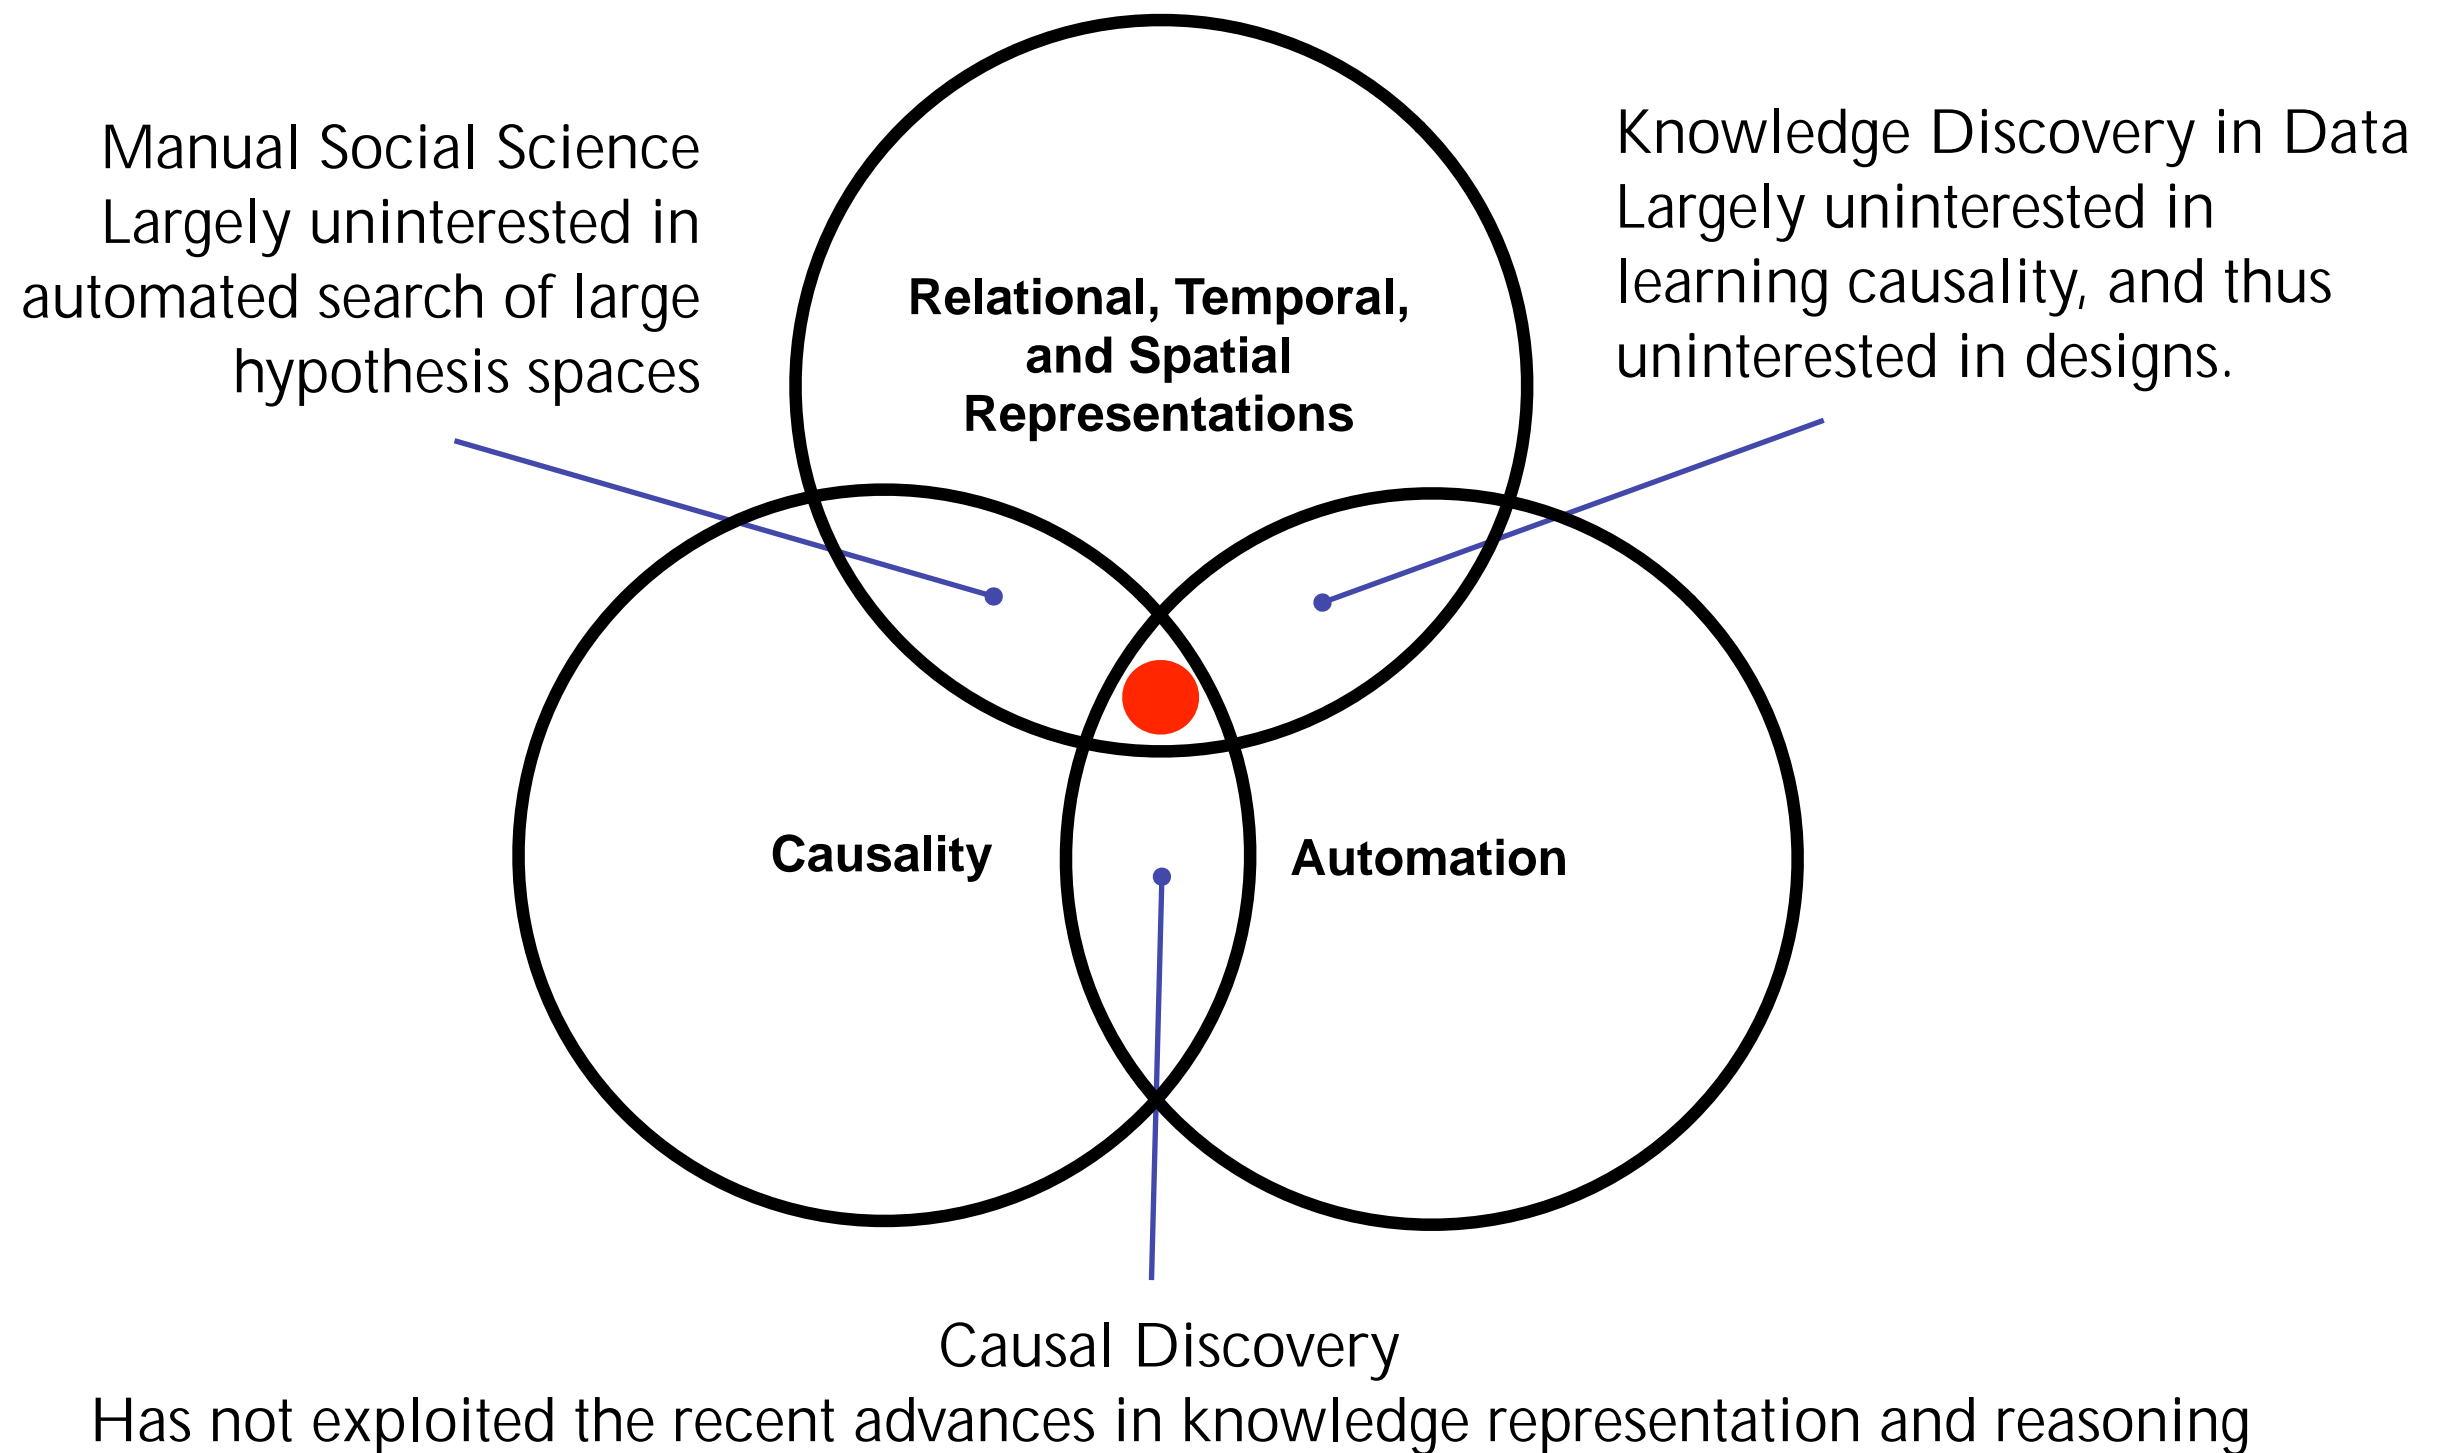 Manual Social Science
Largely uninterested in
automated search of large
hypothesis spaces
Knowledge Discovery in Data
Largely uninterested in
learning causality, and thus
uninterested in designs.
Relational, Temporal,
and Spatial
Representations
Causality
Automation
Causal Discovery
Has not exploited the recent advances in knowledge representation and reasoning